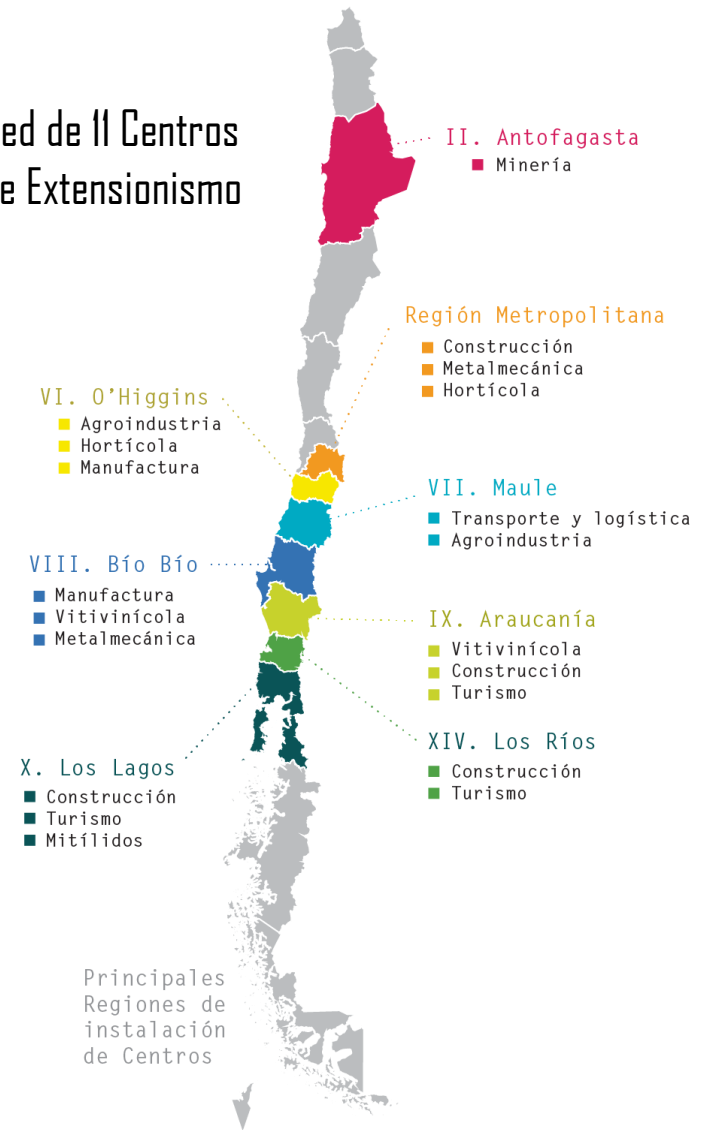 ed de 11 Centros
e Extensionismo
II. Antofagasta
Minería
Región Metropolitana
Construcción
Metalmecánica
Hortícola
VI. O'Higgins
Agroindustria
Hortícola
Manufactura
VII. Maule
Transporte y logística
Agroindustria
VIII. Bío Bío
Manufactura
Vitivinícola
Metalmecánica
IX. Araucanía
Vitivinícola
Construcción
Turismo
XIV. Los Ríos
Construcción
Turismo
X. Los Lagos
Construcción
Turismo
Mitílidos
Principales
Regiones de
instalación
de Centros